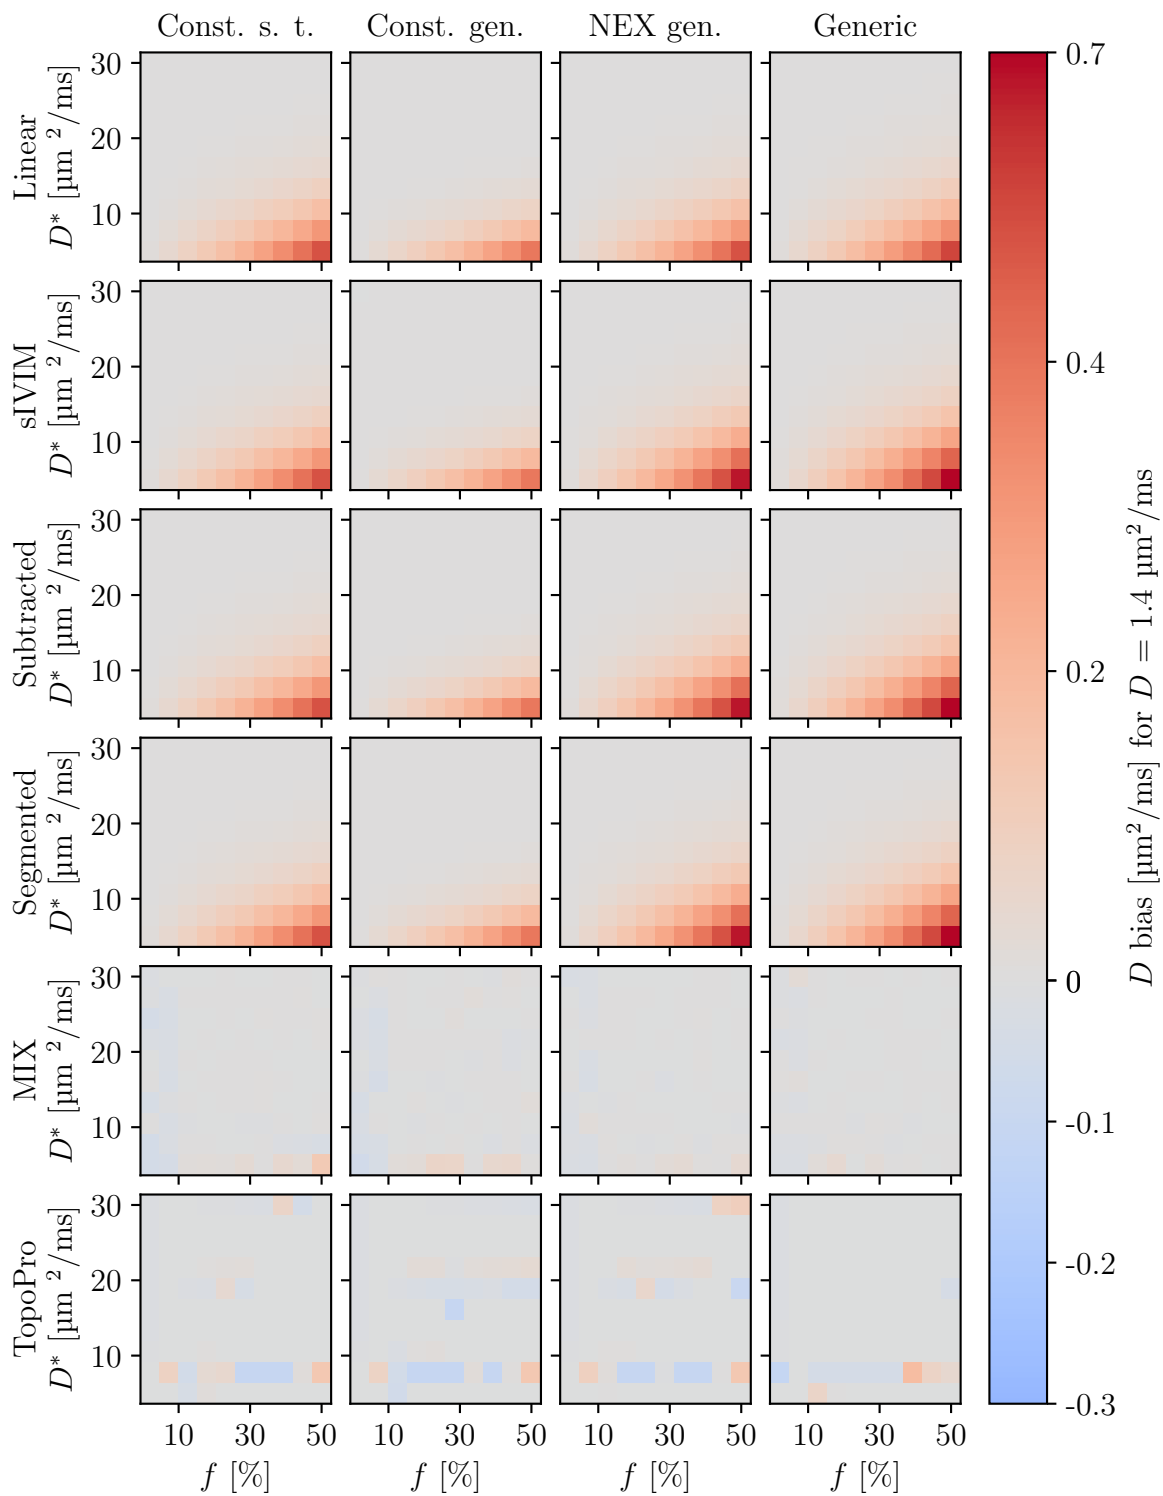 Const. s. t. Const. gen. NEX gen. Generic
Linear
D* [µm ²/ms]
30
20
10
sIVIM
D* [µm ²/ms]
30
20
10
Subtracted
D* [µm ²/ms]
30
20
10
Segmented
D* [µm ²/ms]
30
20
10
MIX
D* [µm ²/ms]
30
20
10
TopoPro
D* [µm ²/ms]
30
20
10
10 30 50 10 30 50 10 30 50 10 30 50
f [%] f [%] f [%] f [%]
0.7
0.4
0.2
0
-0.1
-0.2
-0.3
D bias [µm²/ms] for D = 1.4 µm²/ms